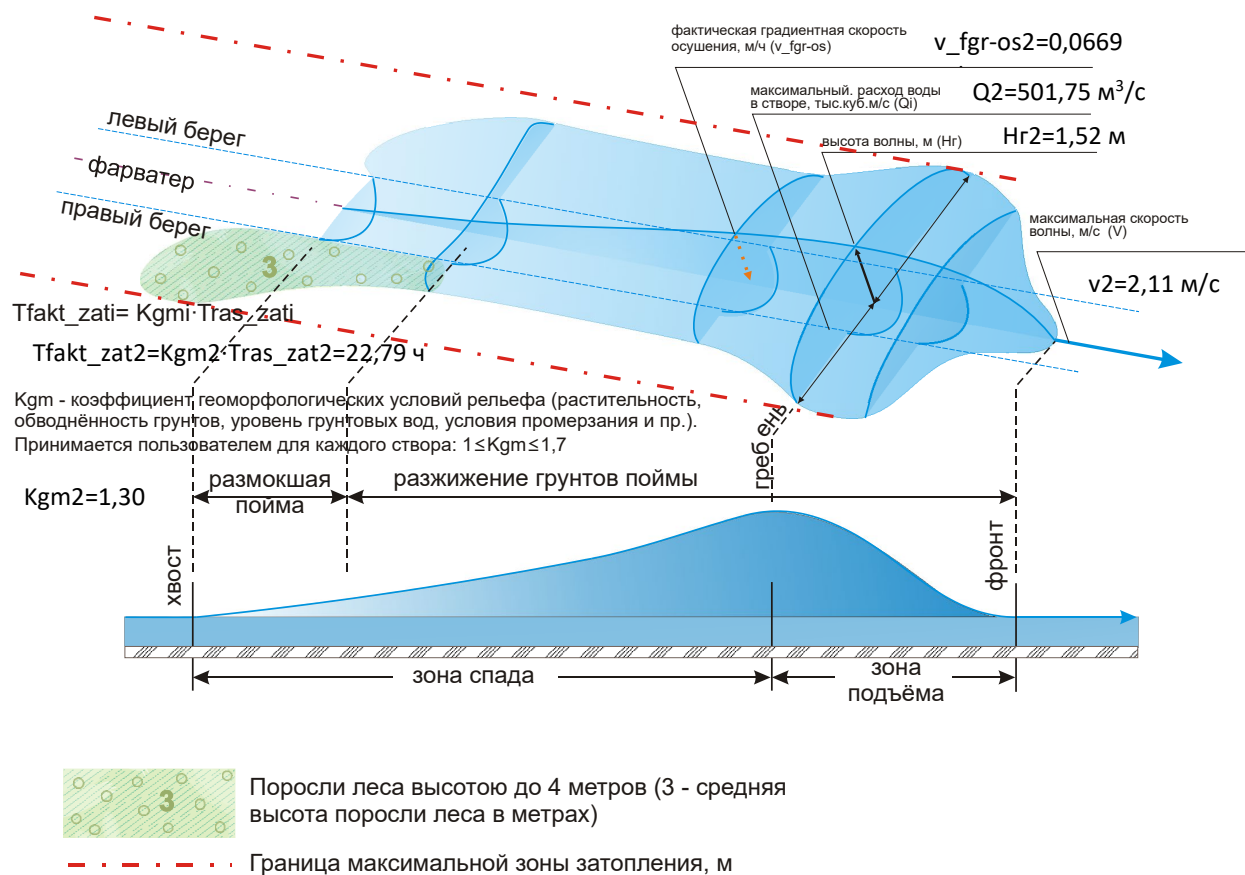 фактическая градиентная скорость
осушения, м/ч (v_fgr-os)
v_fgr-os2=0,0669
максимальный. расход воды
в створе, тыс.куб.м/с (Qi)
Q2=501,75 м³/с
высота волны, м (Нг)
Нг2=1,52 м
левый берег
фарватер
правый берег
максимальная скорость
волны, м/с (V)
v2=2,11 м/с
3
Tfakt_zati= Kgmi·Tras_zati
Tfakt_zat2=Kgm2·Tras_zat2=22,79 ч
Kgm - коэффициент геоморфологических условий рельефа (растительность,
обводнённость грунтов, уровень грунтовых вод, условия промерзания и пр.).
Принимается пользователем для каждого створа: 1≤Kgm≤1,7
Kgm2=1,30
размокшая
пойма
разжижение грунтов поймы
греб ень
хвост
фронт
зона спада
зона
подъёма
3
Поросли леса высотою до 4 метров (3 - средняя
высота поросли леса в метрах)
Граница максимальной зоны затопления, м